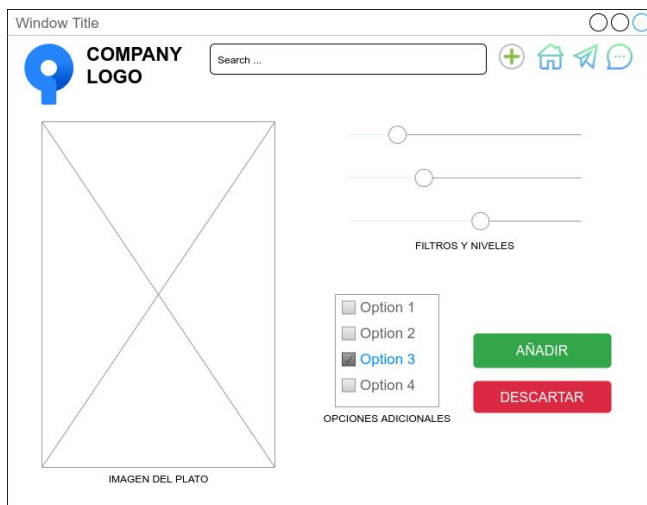 Window Title
COMPANY
LOGO
Search ...
FILTROS Y NIVELES
Option 1
Option 2
Option 3
Option 4
AÑADIR
DESCARTAR
OPCIONES ADICIONALES
IMAGEN DEL PLATO